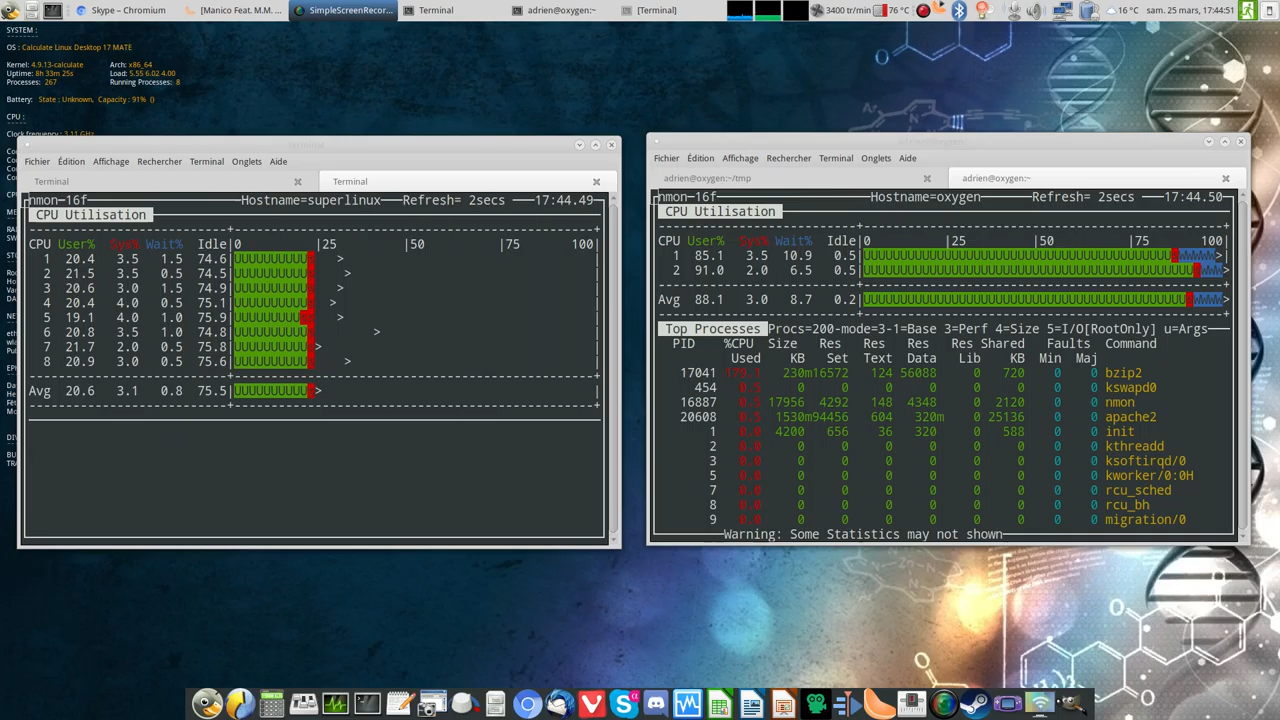 Skype – Chromium
[Manico Feat. M.M. ...
SimpleScreenRecor...
Terminal
adrien@oxygen:~
[Terminal]
3400 tr/min
76 °C
16 °C
sam. 25 mars, 17:44:51
SYSTEM :
OS : Calculate Linux Desktop 17 MATE
Kernel: 4.9.13-calculate Arch: x86_64
Uptime: 8h 33m 25s Load: 5.55 6.02 4.00
Processes: 267 Running Processes: 8
Battery: State : Unknown, Capacity : 91% ()
CPU :
Clock frequency : 3.11 GHz
Fichier Édition Affichage Rechercher Terminal Onglets Aide
Terminal Terminal
nmon-16f Hostname=superlinux Refresh= 2secs 17:44.49
CPU Utilisation
CPU User% Sys% Wait% Idle|0 |25 |50 |75 100|
1 20.4 3.5 1.5 74.6|UUUUUUUUUU >
2 21.5 3.5 0.5 74.5|UUUUUUUUUU >
3 20.6 3.0 1.5 74.9|UUUUUUUUUU >
4 20.4 4.0 0.5 75.1|UUUUUUUUUU >
5 19.1 4.0 1.0 75.9|UUUUUUUUU >
6 20.8 3.5 1.0 74.8|UUUUUUUUUU >
7 21.7 2.0 0.5 75.8|UUUUUUUUUU >
8 20.9 3.0 0.5 75.6|UUUUUUUUUU >
Avg 20.6 3.1 0.8 75.5|UUUUUUUUUU >
Fichier Édition Affichage Rechercher Terminal Onglets Aide
adrien@oxygen:~/tmp adrien@oxygen:~
nmon-16f Hostname=oxygen Refresh= 2secs 17:44.50
CPU Utilisation
CPU User% Sys% Wait% Idle|0 |25 |50 |75 100|
1 85.1 3.5 10.9 0.5|
2 91.0 2.0 6.5 0.5|
Avg 88.1 3.0 8.7 0.2|
Top Processes Procs=200-mode=3-1=Base 3=Perf 4=Size 5=I/O[RootOnly] u=Args
PID %CPU Size Res Res Res Res Shared Faults Command
Used KB Set Text Data Lib KB Min Maj
17041 179.1 230m 16572 124 56088 0 720 0 0 bzip2
454 0.5 0 0 0 0 0 0 0 0 kswapd0
16887 0.5 17956 4292 148 4348 0 2120 0 0 nmon
20608 0.5 1530m 94456 604 320m 0 25136 0 0 apache2
1 0.0 4200 656 36 320 0 588 0 0 init
2 0.0 0 0 0 0 0 0 0 0 kthreadd
3 0.0 0 0 0 0 0 0 0 0 ksoftirqd/0
5 0.0 0 0 0 0 0 0 0 0 kworker/0:0H
7 0.0 0 0 0 0 0 0 0 0 rcu_sched
8 0.0 0 0 0 0 0 0 0 0 rcu_bh
9 0.0 0 0 0 0 0 0 0 0 migration/0
Warning: Some Statistics may not shown